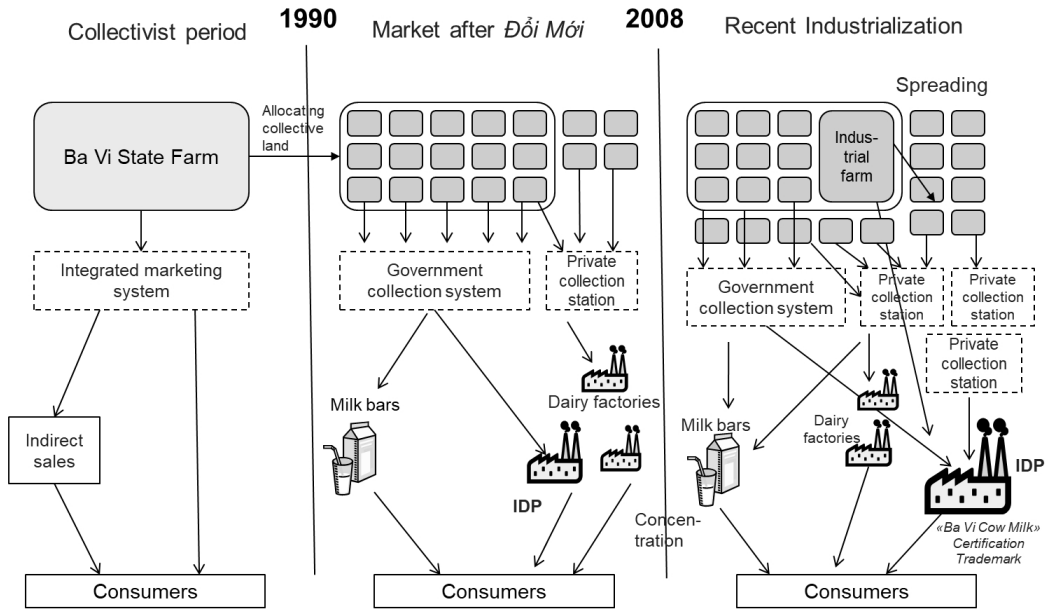 Collectivist period
1990
Market after Đổi Mới
2008
Recent Industrialization
Ba Vi State Farm
Allocating
collective
land
Integrated marketing
system
Indirect
sales
Consumers
Government
collection system
Private
collection
station
Milk bars
Dairy factories
IDP
Consumers
Spreading
Indus-
trial
farm
Government
collection system
Private
collection
station
Private
collection
station
Private
collection
station
Milk bars
Dairy
factories
IDP
«Ba Vi Cow Milk»
Certification
Trademark
Concen-
tration
Consumers